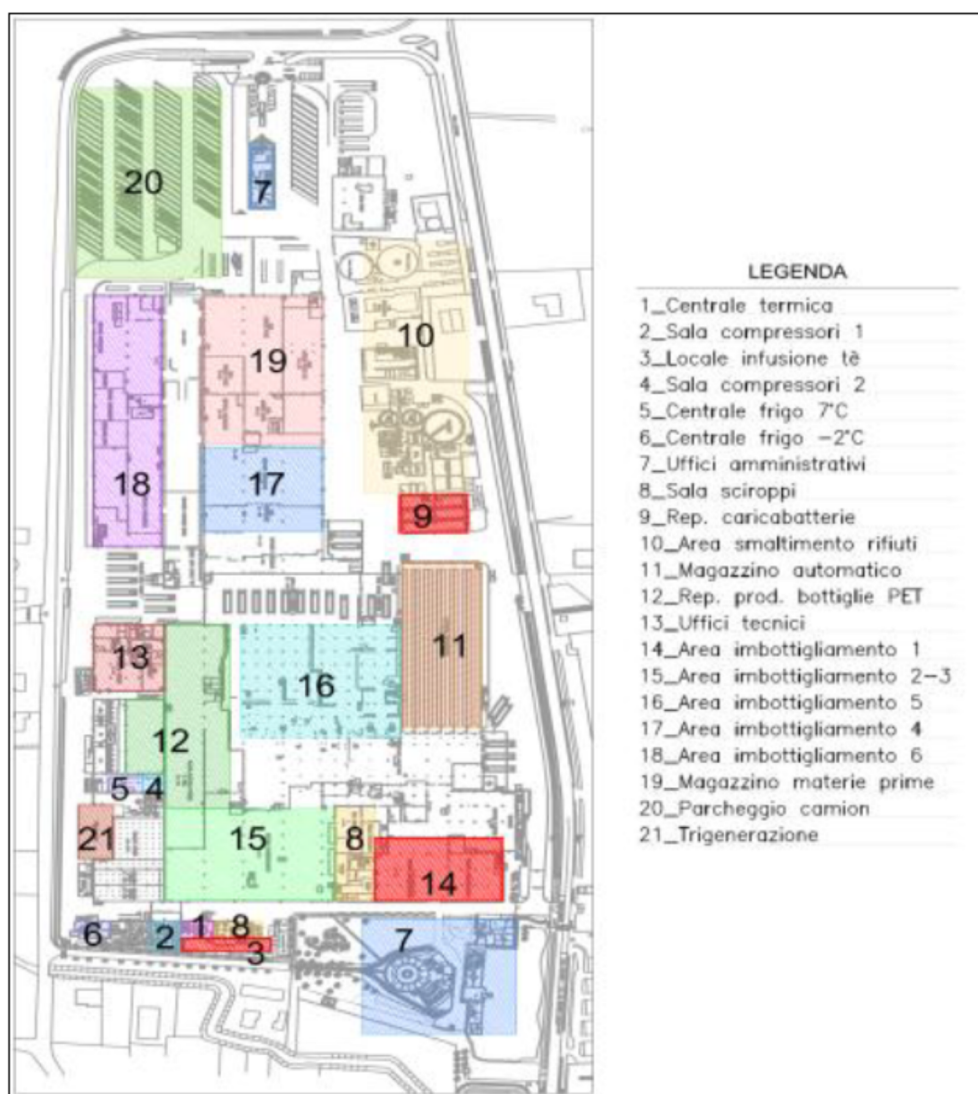 20
7
10
19
18
17
9
11
13
16
12
5
4
21
15
8
14
6
2
1
8
3
7
LEGENDA
1_Centrale termica
2_Sala compressori 1
3_Locale infusione tè
4_Sala compressori 2
5_Centrale frigo 7°C
6_Centrale frigo -2°C
7_Uffici amministrativi
8_Sala sciroppi
9_Rep. caricabatterie
10_Area smaltimento rifiuti
11_Magazzino automatico
12_Rep. prod. bottiglie PET
13_Uffici tecnici
14_Area imbottigliamento 1
15_Area imbottigliamento 2-3
16_Area imbottigliamento 5
17_Area imbottigliamento 4
18_Area imbottigliamento 6
19_Magazzino materie prime
20_Parcheggio camion
21_Trigenerazione